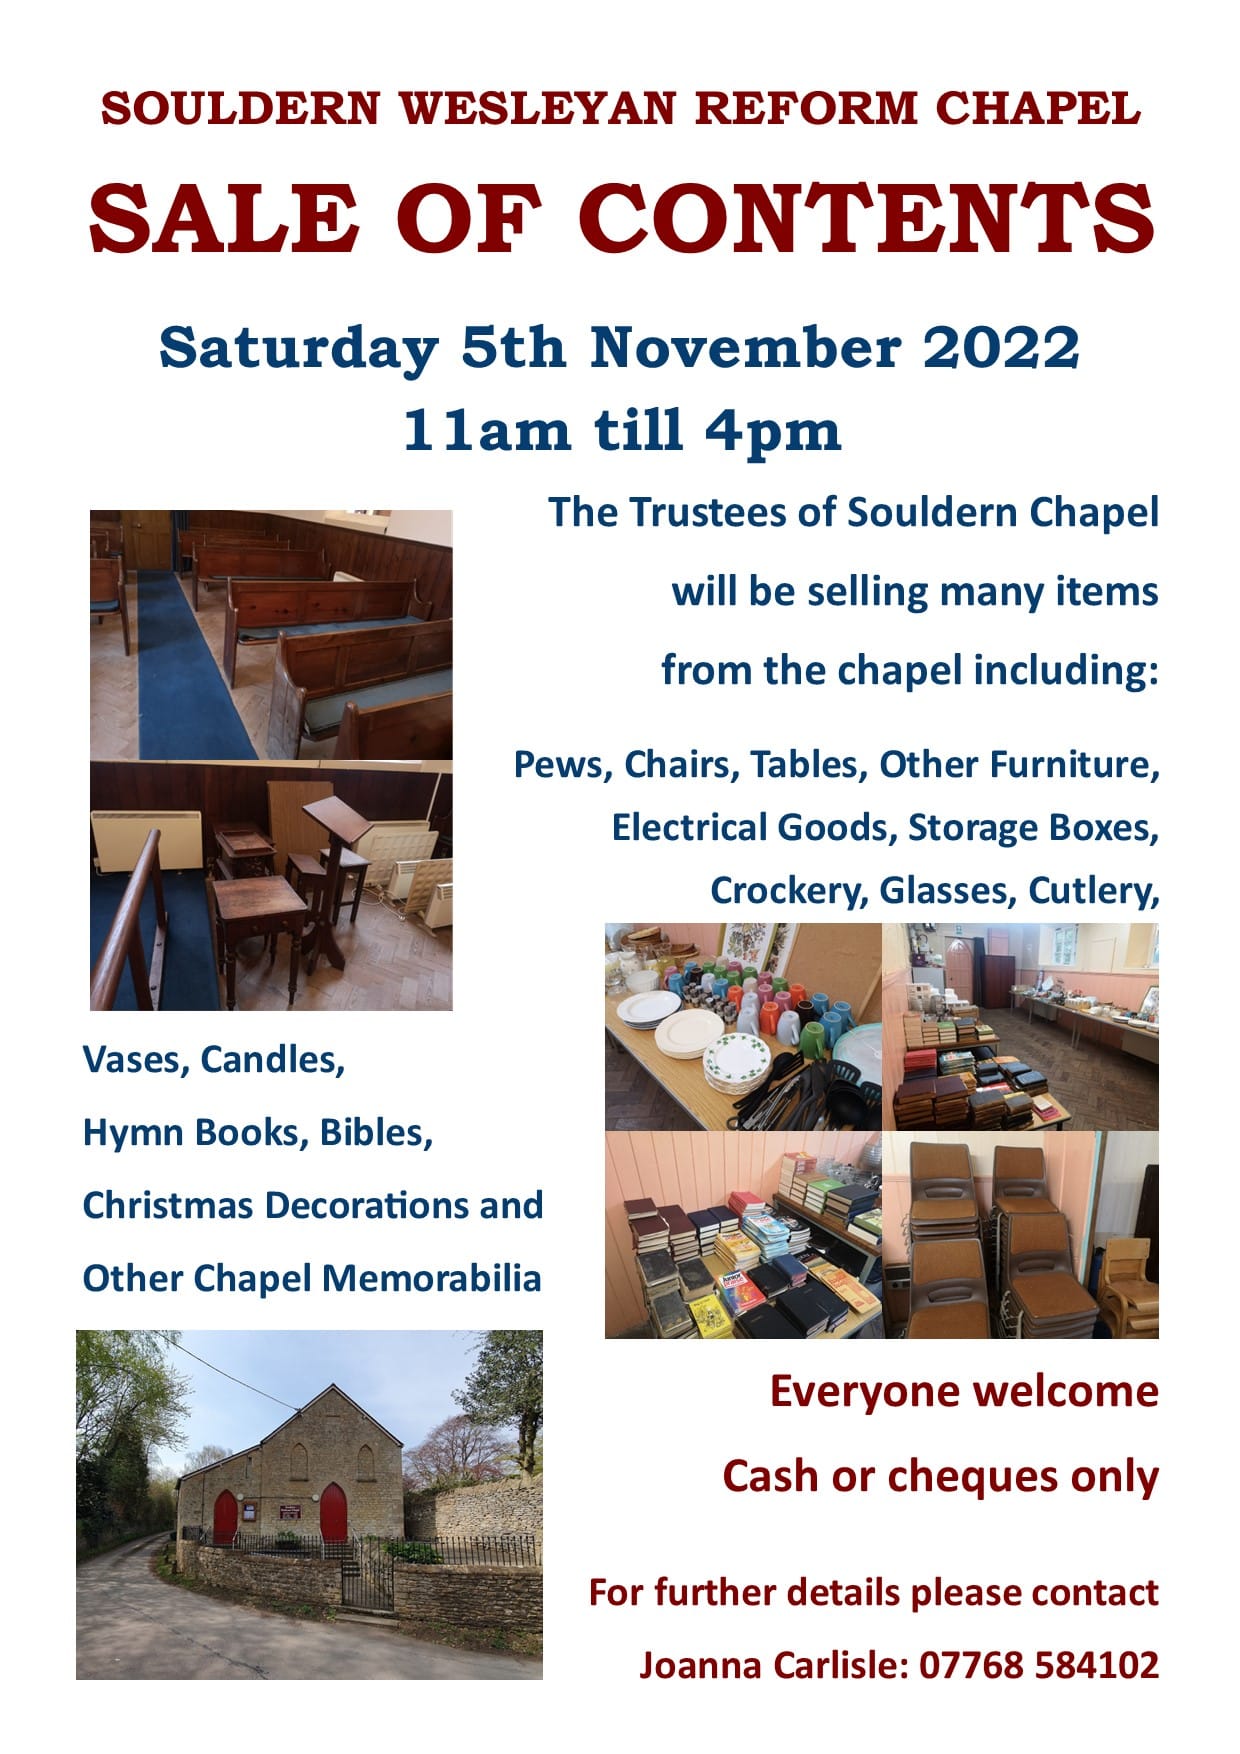 SOULDERN WESLEYAN REFORM CHAPEL
SALE OF CONTENTS
Saturday 5th November 2022
11am till 4pm
The Trustees of Souldern Chapel
will be selling many items
from the chapel including:
Pews, Chairs, Tables, Other Furniture,
Electrical Goods, Storage Boxes,
Crockery, Glasses, Cutlery,
Vases, Candles,
Hymn Books, Bibles,
Christmas Decorations and
Other Chapel Memorabilia
Junior
Everyone welcome
Cash or cheques only
For further details please contact
Joanna Carlisle: 07768 584102